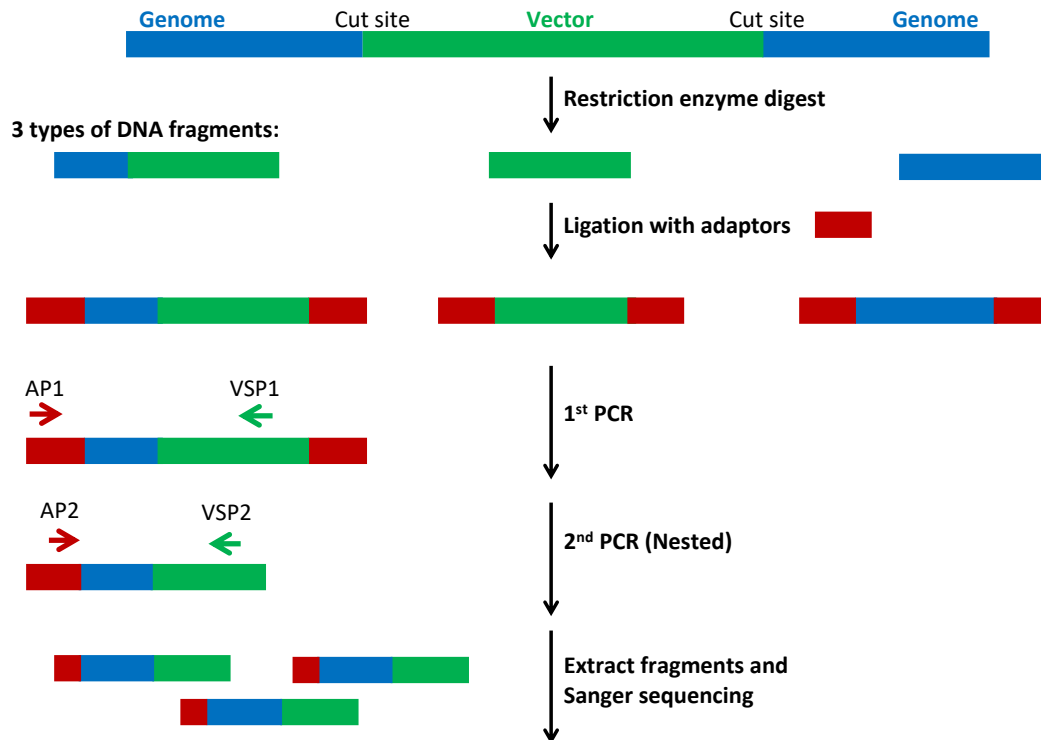 Genome Cut site Vector Cut site Genome
Restriction enzyme digest
3 types of DNA fragments:
Ligation with adaptors
AP1 VSP1
1st PCR
AP2 VSP2
2nd PCR (Nested)
Extract fragments and
Sanger sequencing